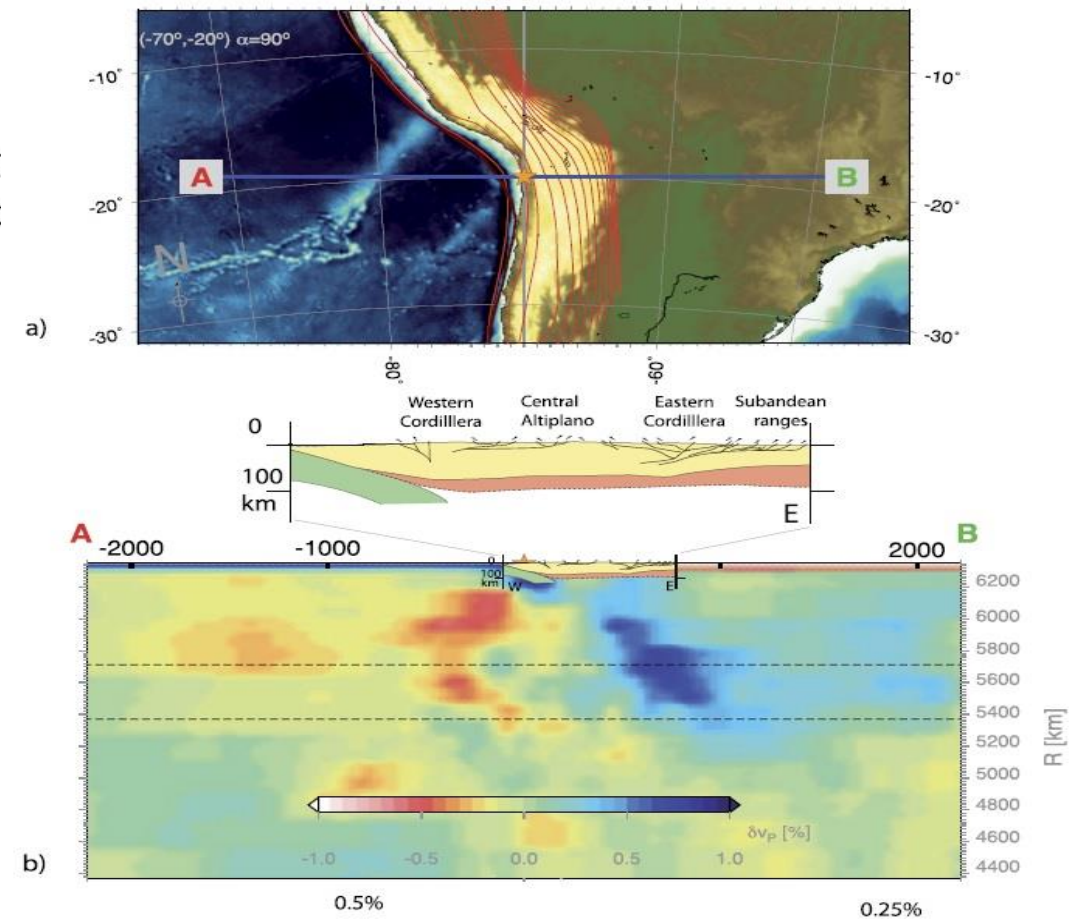 (-70°,-20°) α=90°
-10°
-10°
A
B
-20°
-20°
N
-30°
-30°
a)
-80°
-60°
Western
Cordilllera
Central
Altiplano
Eastern
Cordilllera
Subandean
ranges
0
100
km
E
A
B
-2000
-1000
2000
0
100
km
W
E
6200
6000
5800
5600
5400
5200
5000
4800
4600
4400
R [km]
δvP [%]
-1.0
-0.5
0.0
0.5
1.0
b)
0.5%
0.25%